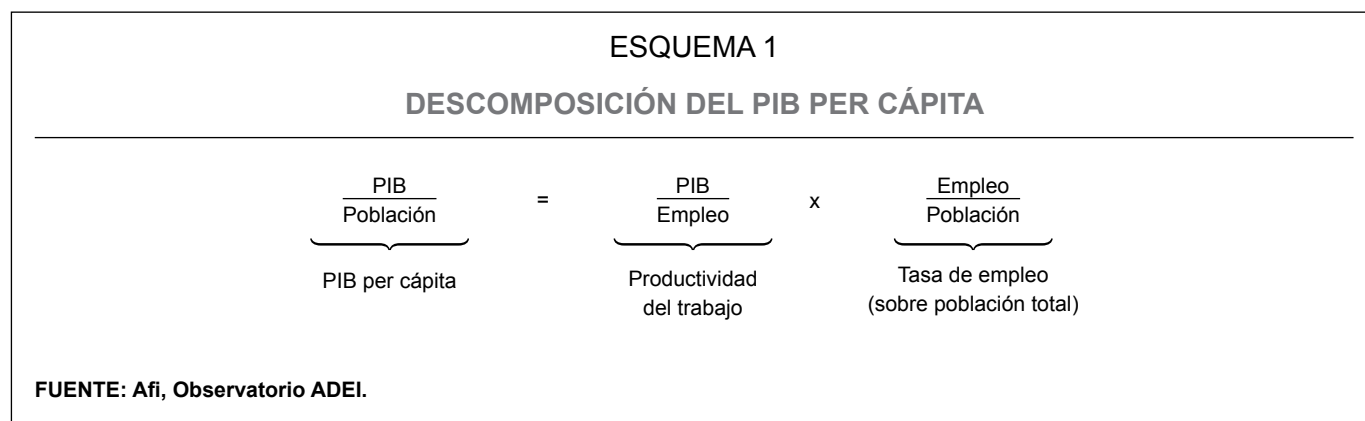 ESQUEMA 1
DESCOMPOSICIÓN DEL PIB PER CÁPITA
PIB
Población
=
PIB
Empleo
x
Empleo
Población
PIB per cápita
Productividad
del trabajo
Tasa de empleo
(sobre población total)
FUENTE: Afi, Observatorio ADEI.